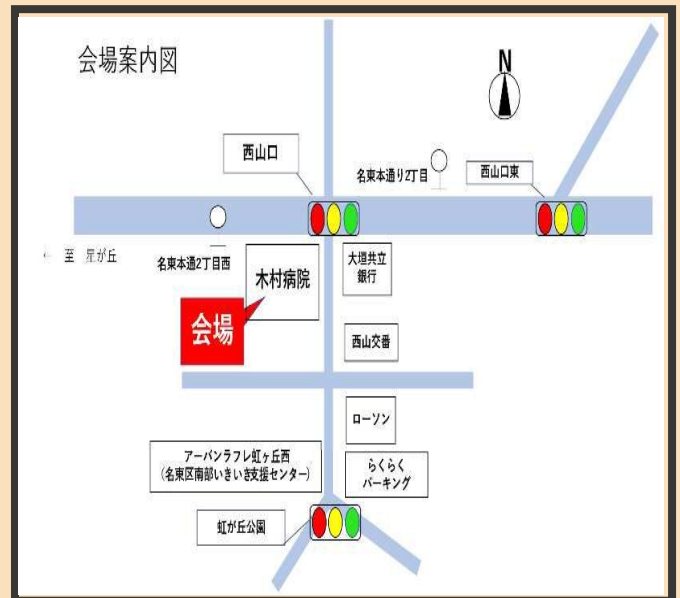 会場案内図
N
西山口
名東本通り2丁目
西山口東
至 星が丘
名東本通2丁目西
木村病院
大垣共立
銀行
会場
西山交番
ローソン
アーバンラフレ虹ヶ丘西
(名東区南部いきいき支援センター)
らくらく
パーキング
虹が丘公園